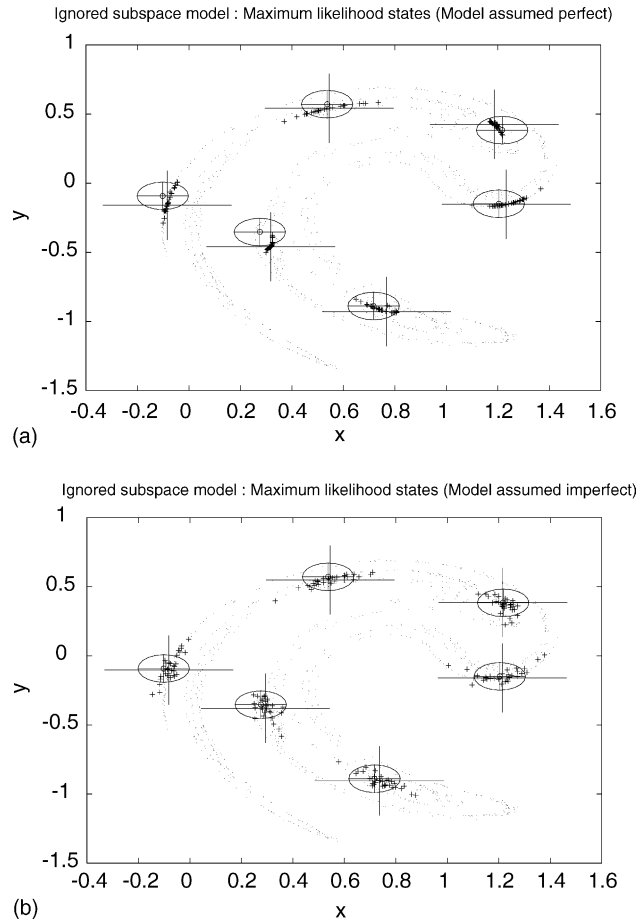 Ignored subspace model : Maximum likelihood states (Model assumed perfect)
1
0.5
0
-0.5
-1
-1.5
y
-0.4 -0.2 0 0.2 0.4 0.6 0.8 1 1.2 1.4 1.6
(a)
x
Ignored subspace model : Maximum likelihood states (Model assumed imperfect)
1
0.5
0
-0.5
-1
-1.5
y
-0.4 -0.2 0 0.2 0.4 0.6 0.8 1 1.2 1.4 1.6
(b)
x